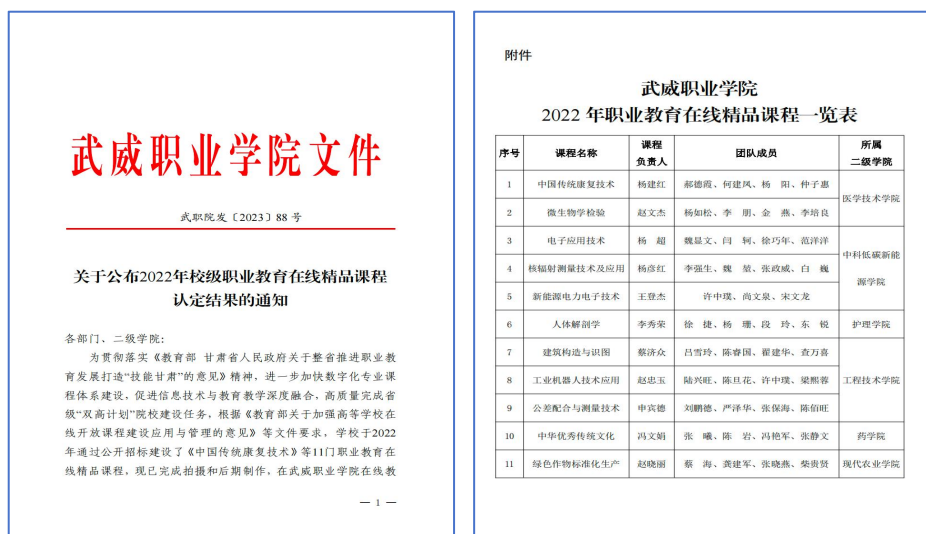 武威职业学院文件
武职院发〔2023〕88 号
关于公布2022年校级职业教育在线精品课程
认定结果的通知
各部门、二级学院：
为贯彻落实《教育部 甘肃省人民政府关于整省推进职业教
育发展打造“技能甘肃”的意见》精神，进一步加快数字化专业课
程体系建设，促进信息技术与教育教学深度融合，高质量完成省
级“双高计划”院校建设任务，根据《教育部关于加强高等学校在
线开放课程建设应用与管理的意见》等文件要求，学校于2022
年通过公开招标建设了《中国传统康复技术》等11门职业教育在
线精品课程，现已完成拍摄和后期制作，在武威职业学院在线教
— 1 —
附件
武威职业学院
2022 年职业教育在线精品课程一览表
序号 课程名称 课程负责人 团队成员 所属二级学院
1 中国传统康复技术 杨建红 郝德霞、何建风、杨 阳、仲子惠 医学技术学院
2 微生物学检验 赵文杰 杨如松、李 朋、金 燕、李培良
3 电子应用技术 杨 超 魏显文、闫 轲、徐巧年、范洋洋 中科低碳新能源学院
4 核辐射测量技术及应用 杨彦红 李强生、魏 堃、张政威、白 巍
5 新能源电力电子技术 王登杰 许中璞、尚文泉、宋文龙
6 人体解剖学 李秀荣 徐 捷、杨 珊、段 玲、东 锐 护理学院
7 建筑构造与识图 蔡济众 吕雪玲、陈睿国、翟建华、查万喜 工程技术学院
8 工业机器人技术应用 赵忠玉 陆兴旺、陈旦花、许中璞、梁熙蓉
9 公差配合与测量技术 申宾德 刘鹏德、严泽华、张保海、陈佰旺
10 中华优秀传统文化 冯文娟 张 曦、陈 岩、冯艳军、张静文 药学院
11 绿色作物标准化生产 赵晓丽 蔡 海、龚建军、张晓燕、柴贵贤 现代农业学院